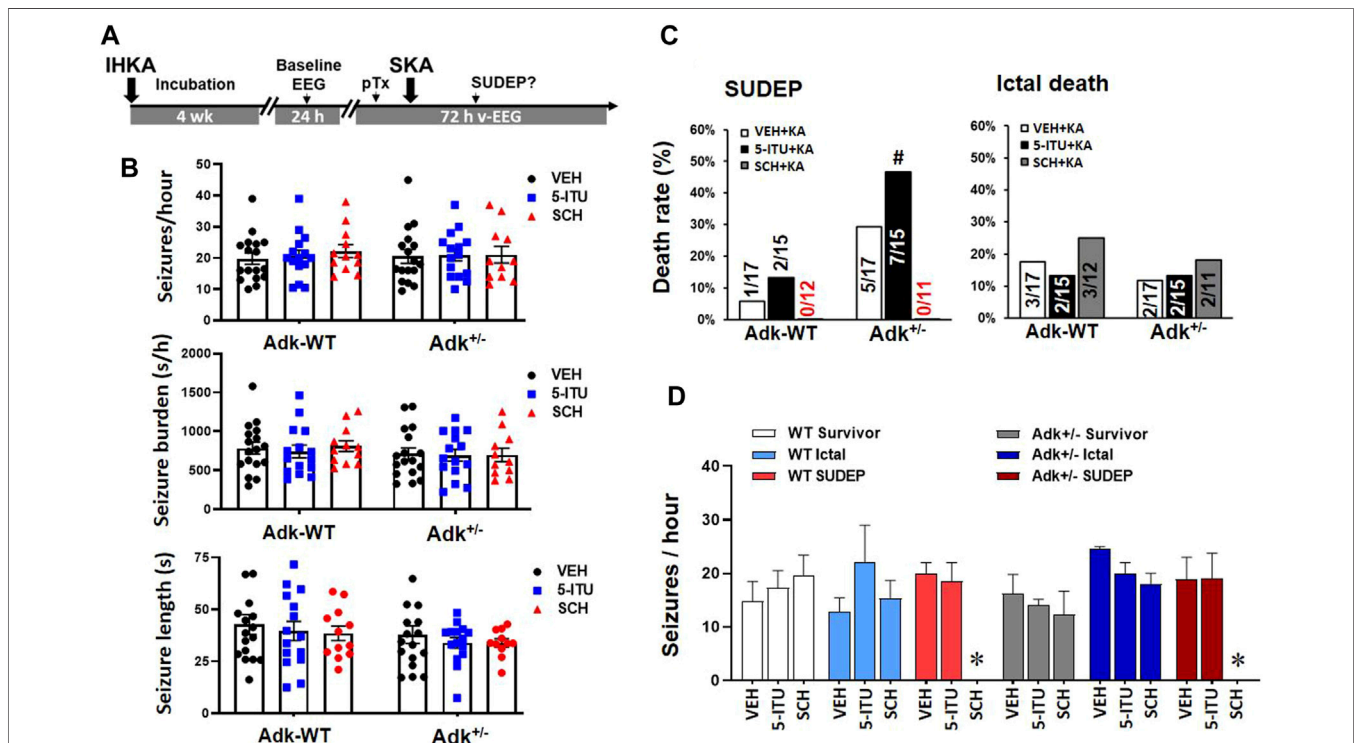 A
IHKA
Incubation
Baseline
EEG
pTx
SKA
SUDEP?
4 wk
24 h
72 h v-EEG
B
Seizures/hour
50
40
30
20
10
0
VEH
5-ITU
SCH
Adk-WT
Adk+/-
Seizure burden (s/h)
2000
1500
1000
500
0
VEH
5-ITU
SCH
Adk-WT
Adk+/-
Seizure length (s)
75
50
25
0
VEH
5-ITU
SCH
Adk-WT
Adk+/-
C
SUDEP
Death rate (%)
60%
50%
40%
30%
20%
10%
0%
VEH+KA
5-ITU+KA
SCH+KA
#
1/17
2/15
0/12
5/17
7/15
0/11
Adk-WT
Adk+/-
Ictal death
60%
50%
40%
30%
20%
10%
0%
VEH+KA
5-ITU+KA
SCH+KA
3/17
2/15
3/12
2/17
2/15
2/11
Adk-WT
Adk+/-
D
WT Survivor
WT Ictal
WT SUDEP
Adk+/- Survivor
Adk+/- Ictal
Adk+/- SUDEP
Seizures / hour
40
30
20
10
0
*
*
VEH
5-ITU
SCH
VEH
5-ITU
SCH
VEH
5-ITU
SCH
VEH
5-ITU
SCH
VEH
5-ITU
SCH
VEH
5-ITU
SCH